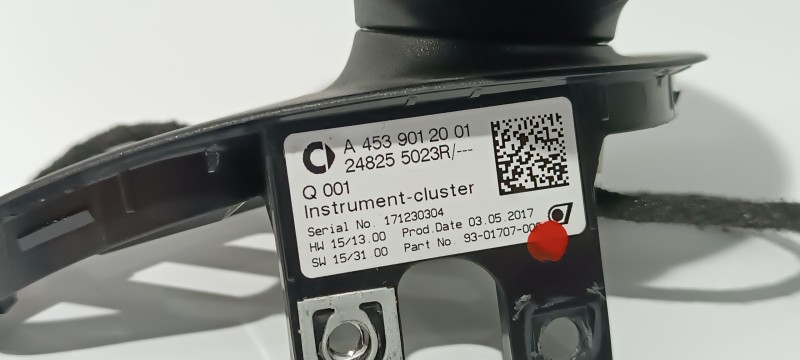 A 453 901 20 01
24825 5023R/---
Q 001
Instrument-cluster
Serial No. 171230304
HW 15/13.00 Prod.Date 03.05.2017
SW 15/31.00 Part No. 93-01707-00